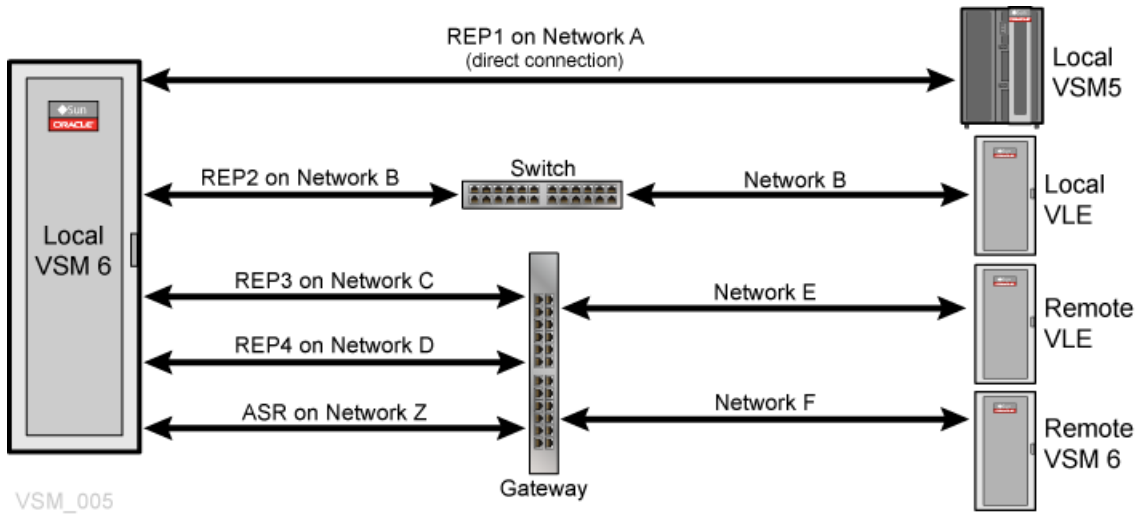 REP1 on Network A
(direct connection)
Local
VSM5
Sun
ORACLE
REP2 on Network B
Switch
Network B
Local
VLE
Local
VSM 6
REP3 on Network C
Network E
Remote
VLE
REP4 on Network D
ASR on Network Z
Network F
Remote
VSM 6
Gateway
VSM_005